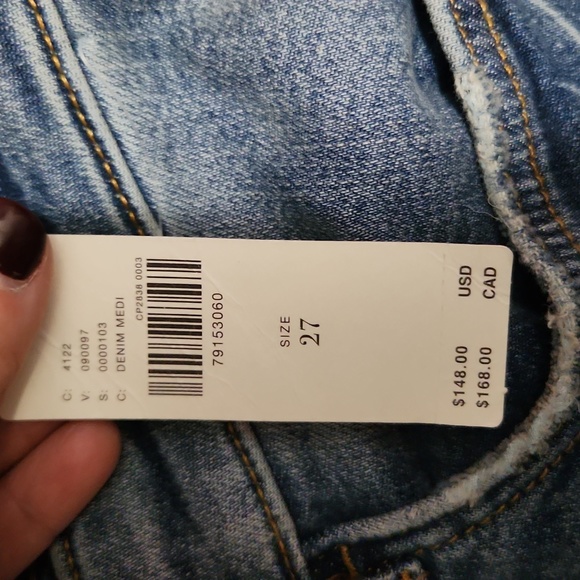 C: 4122
V: 090097
S: 0000103
C: DENIM MEDI
CP2838 0003
79153060
SIZE
27
$148.00 USD
$168.00 CAD